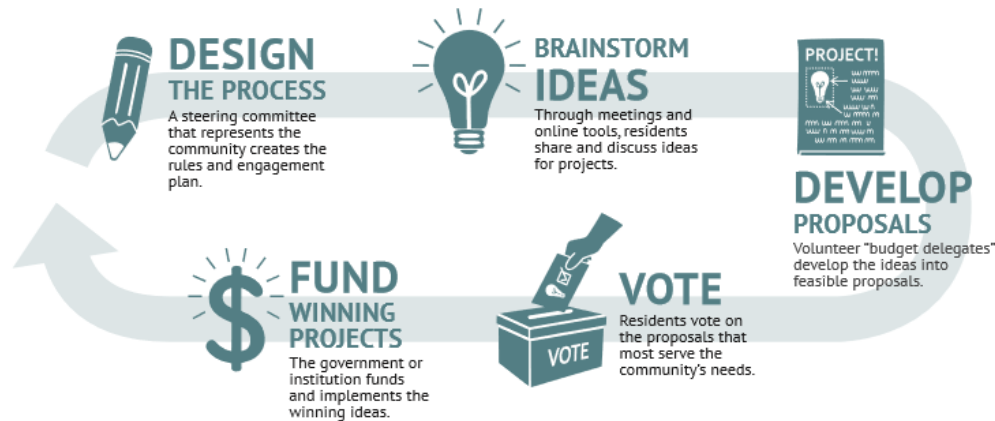 DESIGN
THE PROCESS
A steering committee
that represents the
community creates the
rules and engagement
plan.
BRAINSTORM
IDEAS
Through meetings and
online tools, residents
share and discuss ideas
for projects.
PROJECT!
DEVELOP
PROPOSALS
Volunteer “budget delegates”
develop the ideas into
feasible proposals.
VOTE
VOTE
Residents vote on
the proposals that
most serve the
community’s needs.
FUND
WINNING
PROJECTS
The government or
institution funds
and implements the
winning ideas.